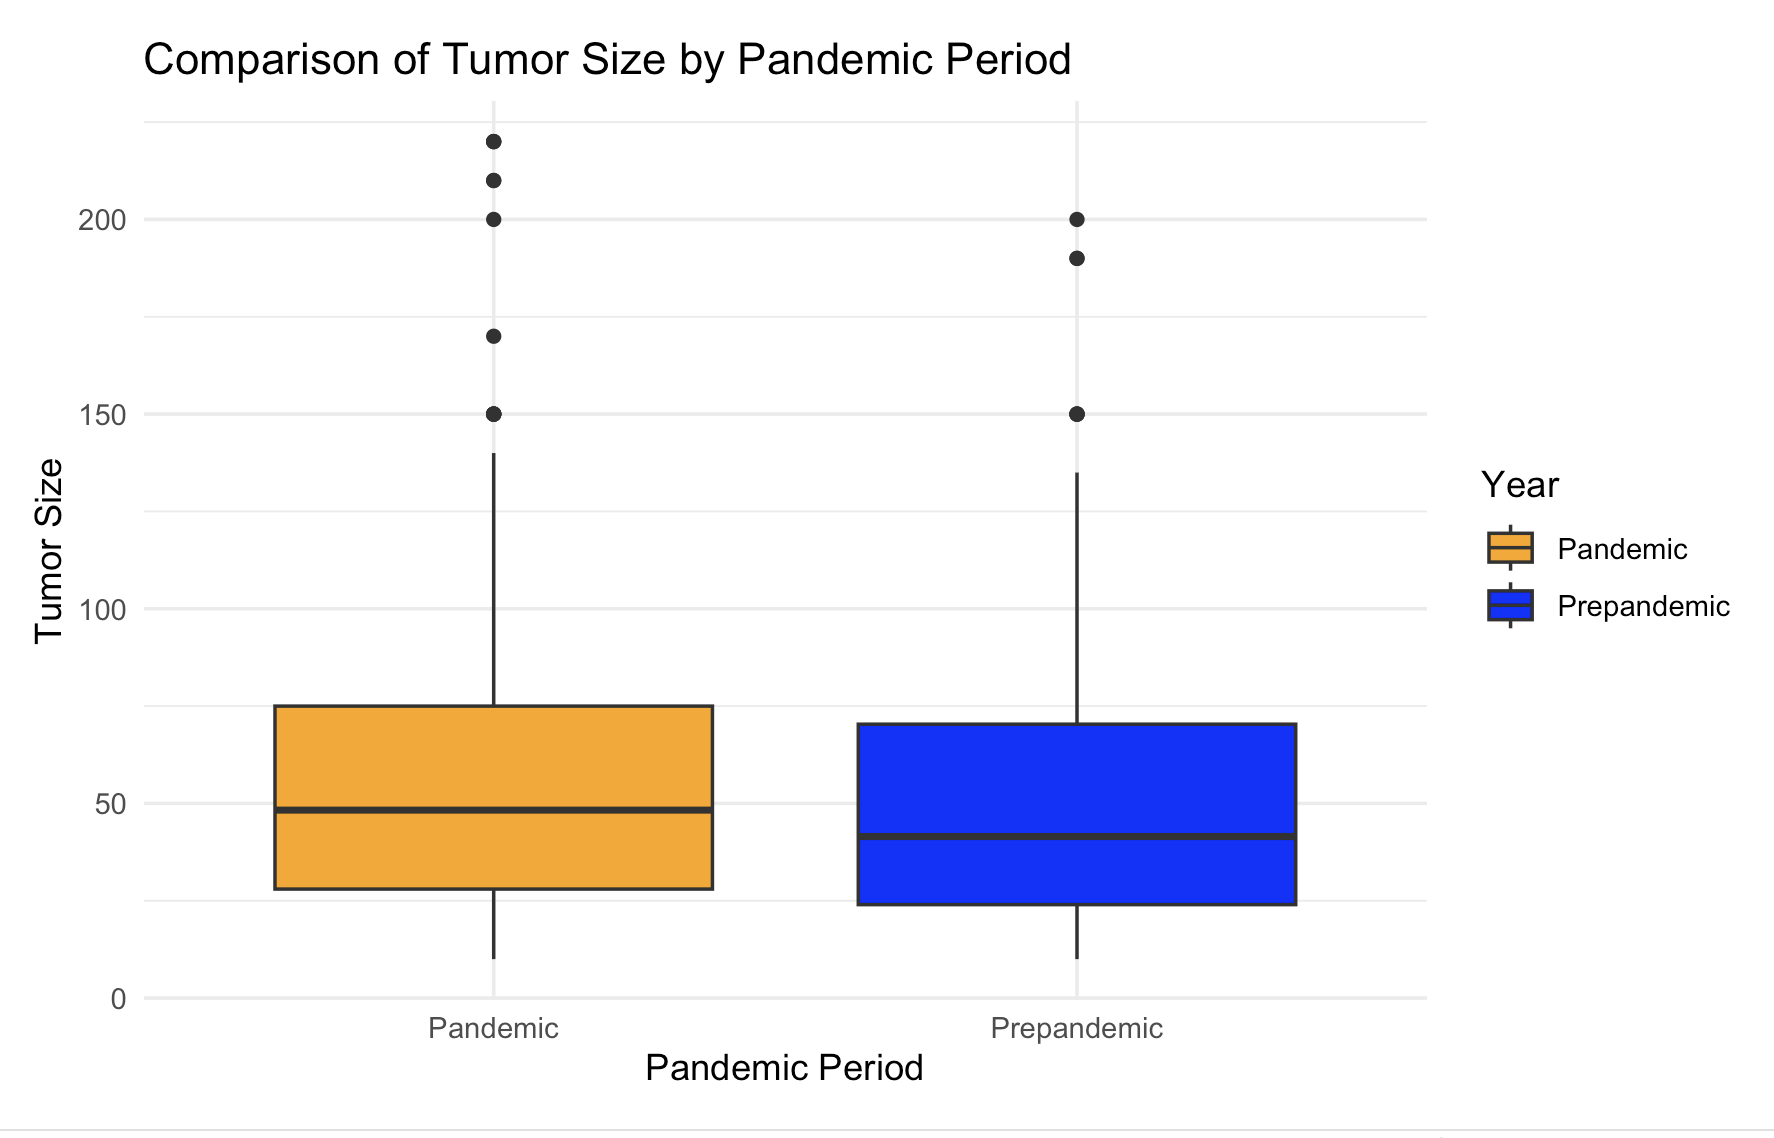 Comparison of Tumor Size by Pandemic Period
200
150
100
50
0
Tumor Size
Pandemic
Prepandemic
Pandemic Period
Year
Pandemic
Prepandemic